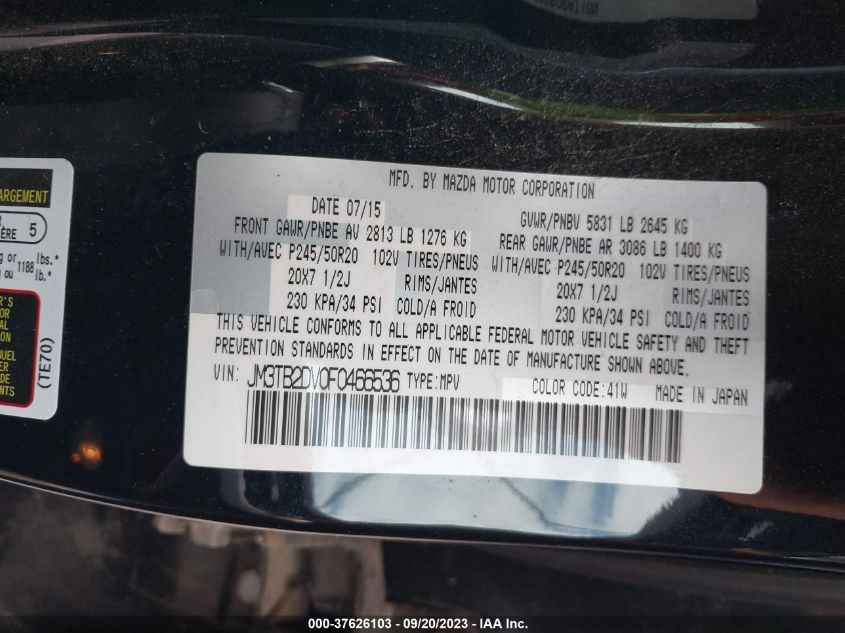 MFD. BY MAZDA MOTOR CORPORATION
DATE 07/15
GVWR/PNBV 5831 LB 2645 KG
FRONT GAWR/PNBE AV 2813 LB 1276 KG
REAR GAWR/PNBE AR 3086 LB 1400 KG
WITH/AVEC P245/50R20 102V TIRES/PNEUS
WITH/AVEC P245/50R20 102V TIRES/PNEUS
20X7 1/2J RIMS/JANTES
20X7 1/2J RIMS/JANTES
230 KPA/34 PSI COLD/A FROID
230 KPA/34 PSI COLD/A FROID
THIS VEHICLE CONFORMS TO ALL APPLICABLE FEDERAL MOTOR VEHICLE SAFETY AND THEFT
PREVENTION STANDARDS IN EFFECT ON THE DATE OF MANUFACTURE SHOWN ABOVE.
VIN: JM3TB2DV0F0466536 TYPE:MPV COLOR CODE:41W MADE IN JAPAN
ARGEMENT
ÈRE 5
or lbs.*
ou 1188 lb.*
(TE70)
000-37626103 - 09/20/2023 - IAA Inc.